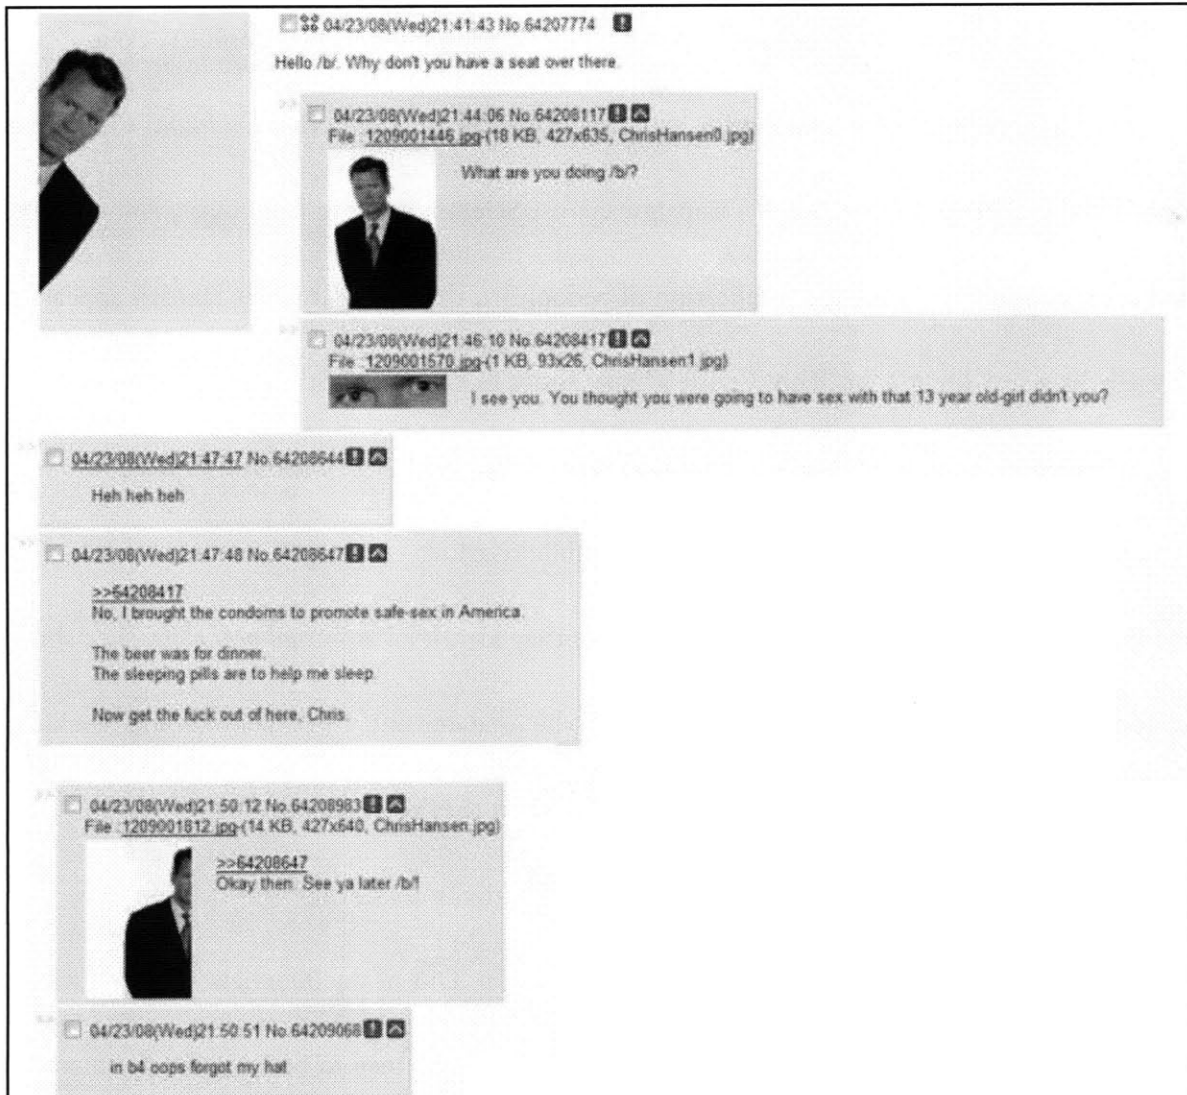 04/23/08(Wed)21:41:43 No.64207774
Hello /b/. Why don't you have a seat over there.
>>
04/23/08(Wed)21:44:06 No.64208117
File :1209001446.jpg-(18 KB, 427x635, ChrisHansen0.jpg)
What are you doing /b/?
>>
04/23/08(Wed)21:46:10 No.64208417
File :1209001570.jpg-(1 KB, 93x26, ChrisHansen1.jpg)
I see you. You thought you were going to have sex with that 13 year old-girl didn't you?
>>
04/23/08(Wed)21:47:47 No.64208644
Heh heh heh
>>
04/23/08(Wed)21:47:48 No.64208647
>>64208417
No, I brought the condoms to promote safe-sex in America.
The beer was for dinner.
The sleeping pills are to help me sleep.
Now get the fuck out of here, Chris.
>>
04/23/08(Wed)21:50:12 No.64208983
File :1209001812.jpg-(14 KB, 427x640, ChrisHansen.jpg)
>>64208647
Okay then. See ya later /b/!
>>
04/23/08(Wed)21:50:51 No.64209068
in b4 oops forgot my hat